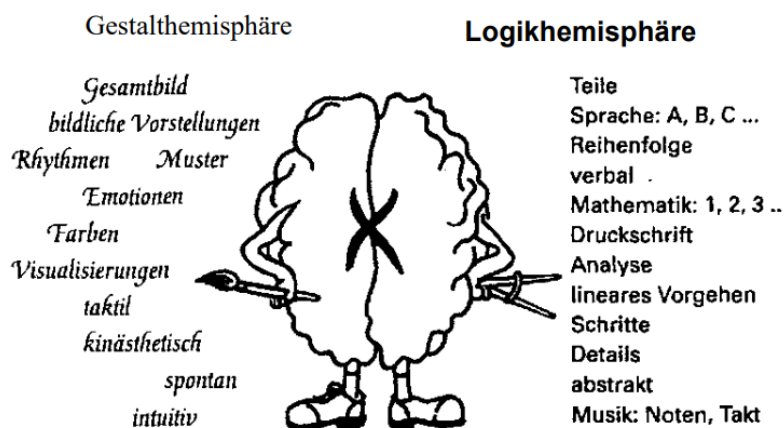 Gestalthemisphäre
Gesamtbild
bildliche Vorstellungen
Rhythmen Muster
Emotionen
Farben
Visualisierungen
taktil
kinästhetisch
spontan
intuitiv
Logikhemisphäre
Teile
Sprache: A, B, C ...
Reihenfolge
verbal
Mathematik: 1, 2, 3 ..
Druckschrift
Analyse
lineares Vorgehen
Schritte
Details
abstrakt
Musik: Noten, Takt